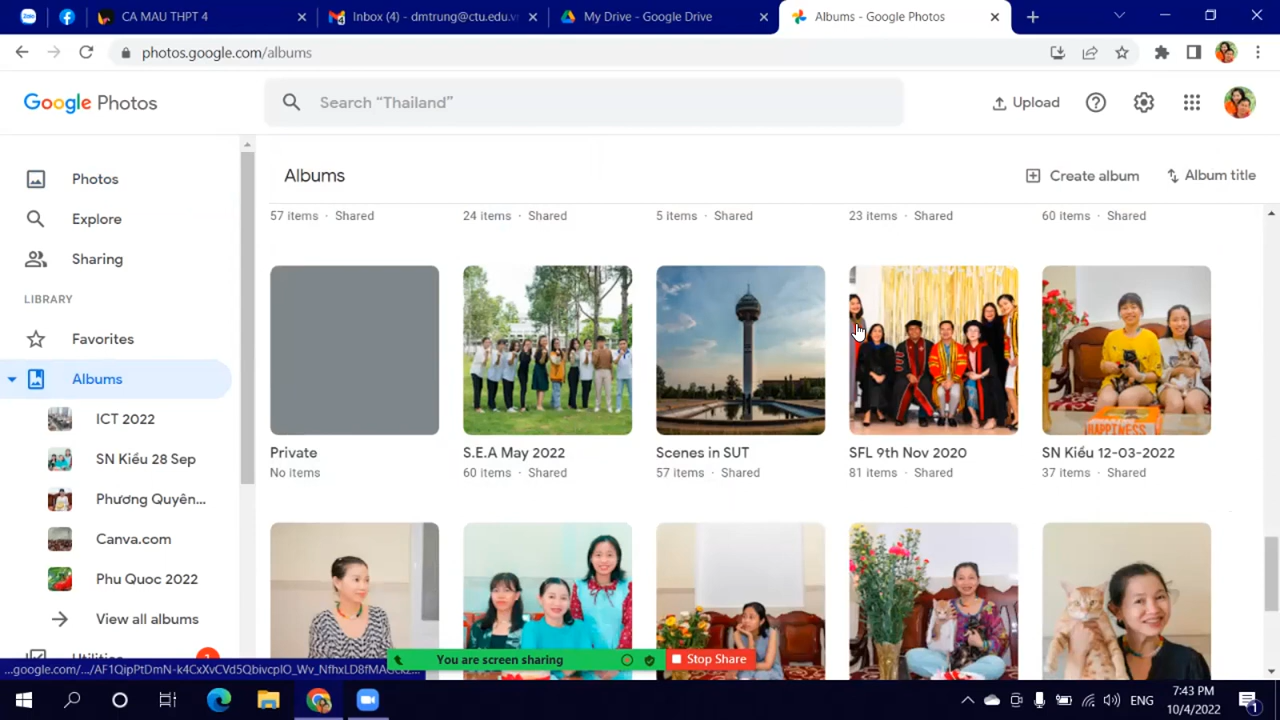 CA MAU THPT 4
Inbox (4) - dmtrung@ctu.edu.v
My Drive - Google Drive
Albums - Google Photos
photos.google.com/albums
Google Photos
Search “Thailand”
Upload
Photos
Explore
Sharing
LIBRARY
Favorites
Albums
ICT 2022
SN Kiều 28 Sep
Phương Quyên...
Canva.com
Phu Quoc 2022
View all albums
Albums
Create album
Album title
57 items · Shared
24 items · Shared
5 items · Shared
23 items · Shared
60 items · Shared
Private
No items
S.E.A May 2022
60 items · Shared
Scenes in SUT
57 items · Shared
SFL 9th Nov 2020
81 items · Shared
SN Kiều 12-03-2022
37 items · Shared
HAPPINESS
You are screen sharing
Stop Share
ENG
7:43 PM
10/4/2022
1